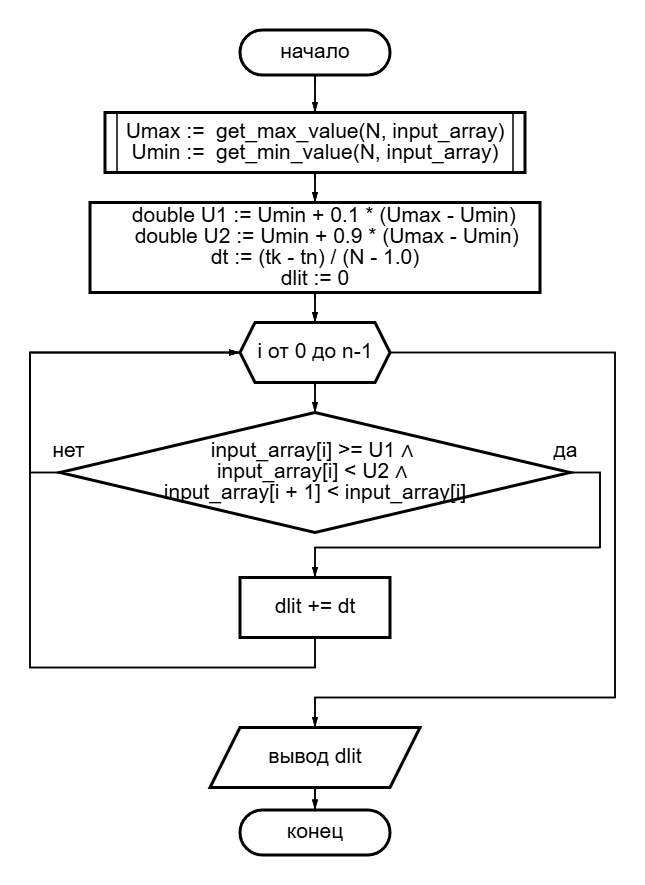 начало
Umax := get_max_value(N, input_array)
Umin := get_min_value(N, input_array)
double U1 := Umin + 0.1 * (Umax - Umin)
double U2 := Umin + 0.9 * (Umax - Umin)
dt := (tk - tn) / (N - 1.0)
dlit := 0
i от 0 до n-1
нет
да
input_array[i] >= U1 ∧
input_array[i] < U2 ∧
input_array[i + 1] < input_array[i]
dlit += dt
вывод dlit
конец